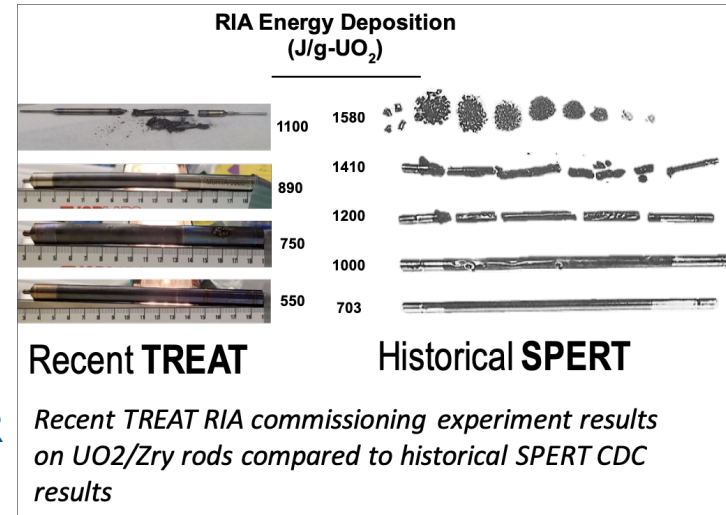 RIA Energy Deposition
(J/g-UO2)
1100
890
750
550
1580
1410
1200
1000
703
Recent TREAT
Historical SPERT
Recent TREAT RIA commissioing experiment results
on UO2/Zry rods compared to historical SPERT CDC
results